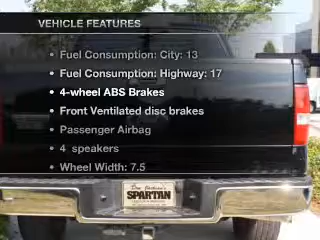 VEHICLE FEATURES
• Fuel Consumption: City: 13
• Fuel Consumption: Highway: 17
• 4-wheel ABS Brakes
• Front Ventilated disc brakes
• Passenger Airbag
• 4 speakers
• Wheel Width: 7.5
SPARTAN